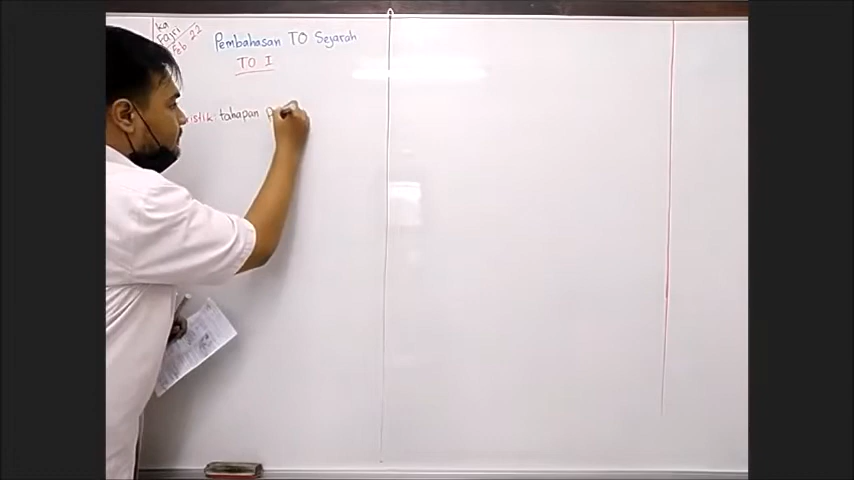 ka
Fajri
Feb 22
Pembahasan TO Sejarah
TO I
ristik: tahapan p